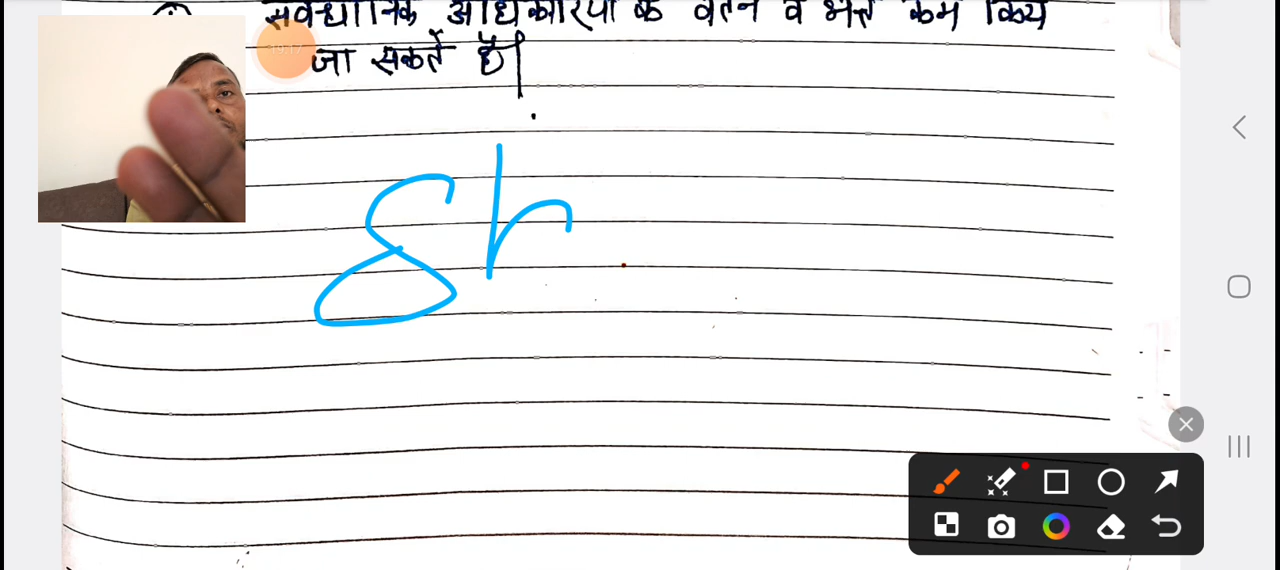 संवैधानिक अधिकारियों के वेतन व भत्ते कम किये
जा सकते है|
Sh